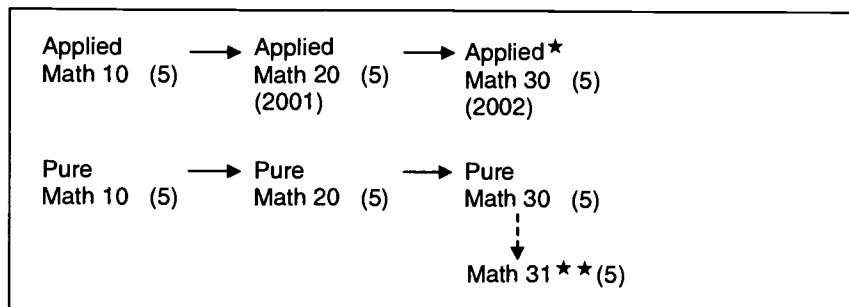 Applied Applied Applied★
Math 10 (5) Math 20 (5) Math 30 (5)
(2001) (2002)
Pure Pure Pure
Math 10 (5) Math 20 (5) Math 30 (5)
Math 31★★(5)